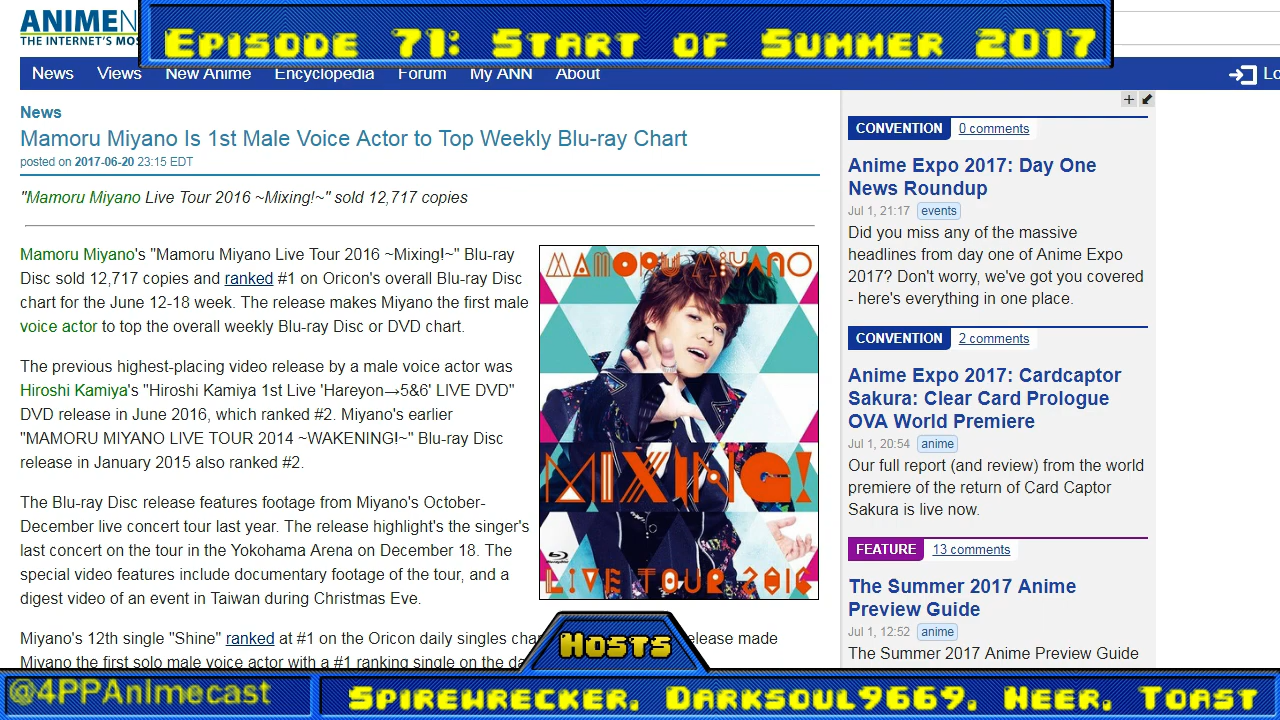 Episode 71: Start of Summer 2017
ANIMEN
THE INTERNET'S MOS
News Views New Anime Encyclopedia Forum My ANN About
Lo
News
Mamoru Miyano Is 1st Male Voice Actor to Top Weekly Blu-ray Chart
posted on 2017-06-20 23:15 EDT
"Mamoru Miyano Live Tour 2016 ~Mixing!~" sold 12,717 copies
Mamoru Miyano's "Mamoru Miyano Live Tour 2016 ~Mixing!~" Blu-ray
Disc sold 12,717 copies and ranked #1 on Oricon's overall Blu-ray Disc
chart for the June 12-18 week. The release makes Miyano the first male
voice actor to top the overall weekly Blu-ray Disc or DVD chart.
The previous highest-placing video release by a male voice actor was
Hiroshi Kamiya's "Hiroshi Kamiya 1st Live 'Hareyon→5&6' LIVE DVD"
DVD release in June 2016, which ranked #2. Miyano's earlier
"MAMORU MIYANO LIVE TOUR 2014 ~WAKENING!~" Blu-ray Disc
release in January 2015 also ranked #2.
The Blu-ray Disc release features footage from Miyano's October-
December live concert tour last year. The release highlight's the singer's
last concert on the tour in the Yokohama Arena on December 18. The
special video features include documentary footage of the tour, and a
digest video of an event in Taiwan during Christmas Eve.
Miyano's 12th single "Shine" ranked at #1 on the Oricon daily singles char
elease made
Miyano the first solo male voice actor with a #1 ranking single on the da
MAMORU MIYANO
MIXING!
LIVE TOUR 2016
CONVENTION 0 comments
Anime Expo 2017: Day One
News Roundup
Jul 1, 21:17 events
Did you miss any of the massive
headlines from day one of Anime Expo
2017? Don't worry, we've got you covered
- here's everything in one place.
CONVENTION 2 comments
Anime Expo 2017: Cardcaptor
Sakura: Clear Card Prologue
OVA World Premiere
Jul 1, 20:54 anime
Our full report (and review) from the world
premiere of the return of Card Captor
Sakura is live now.
FEATURE 13 comments
The Summer 2017 Anime
Preview Guide
Jul 1, 12:52 anime
The Summer 2017 Anime Preview Guide
Hosts
@4PPAnimecast
Spirewrecker, Darksoul9669, Neer, Toast